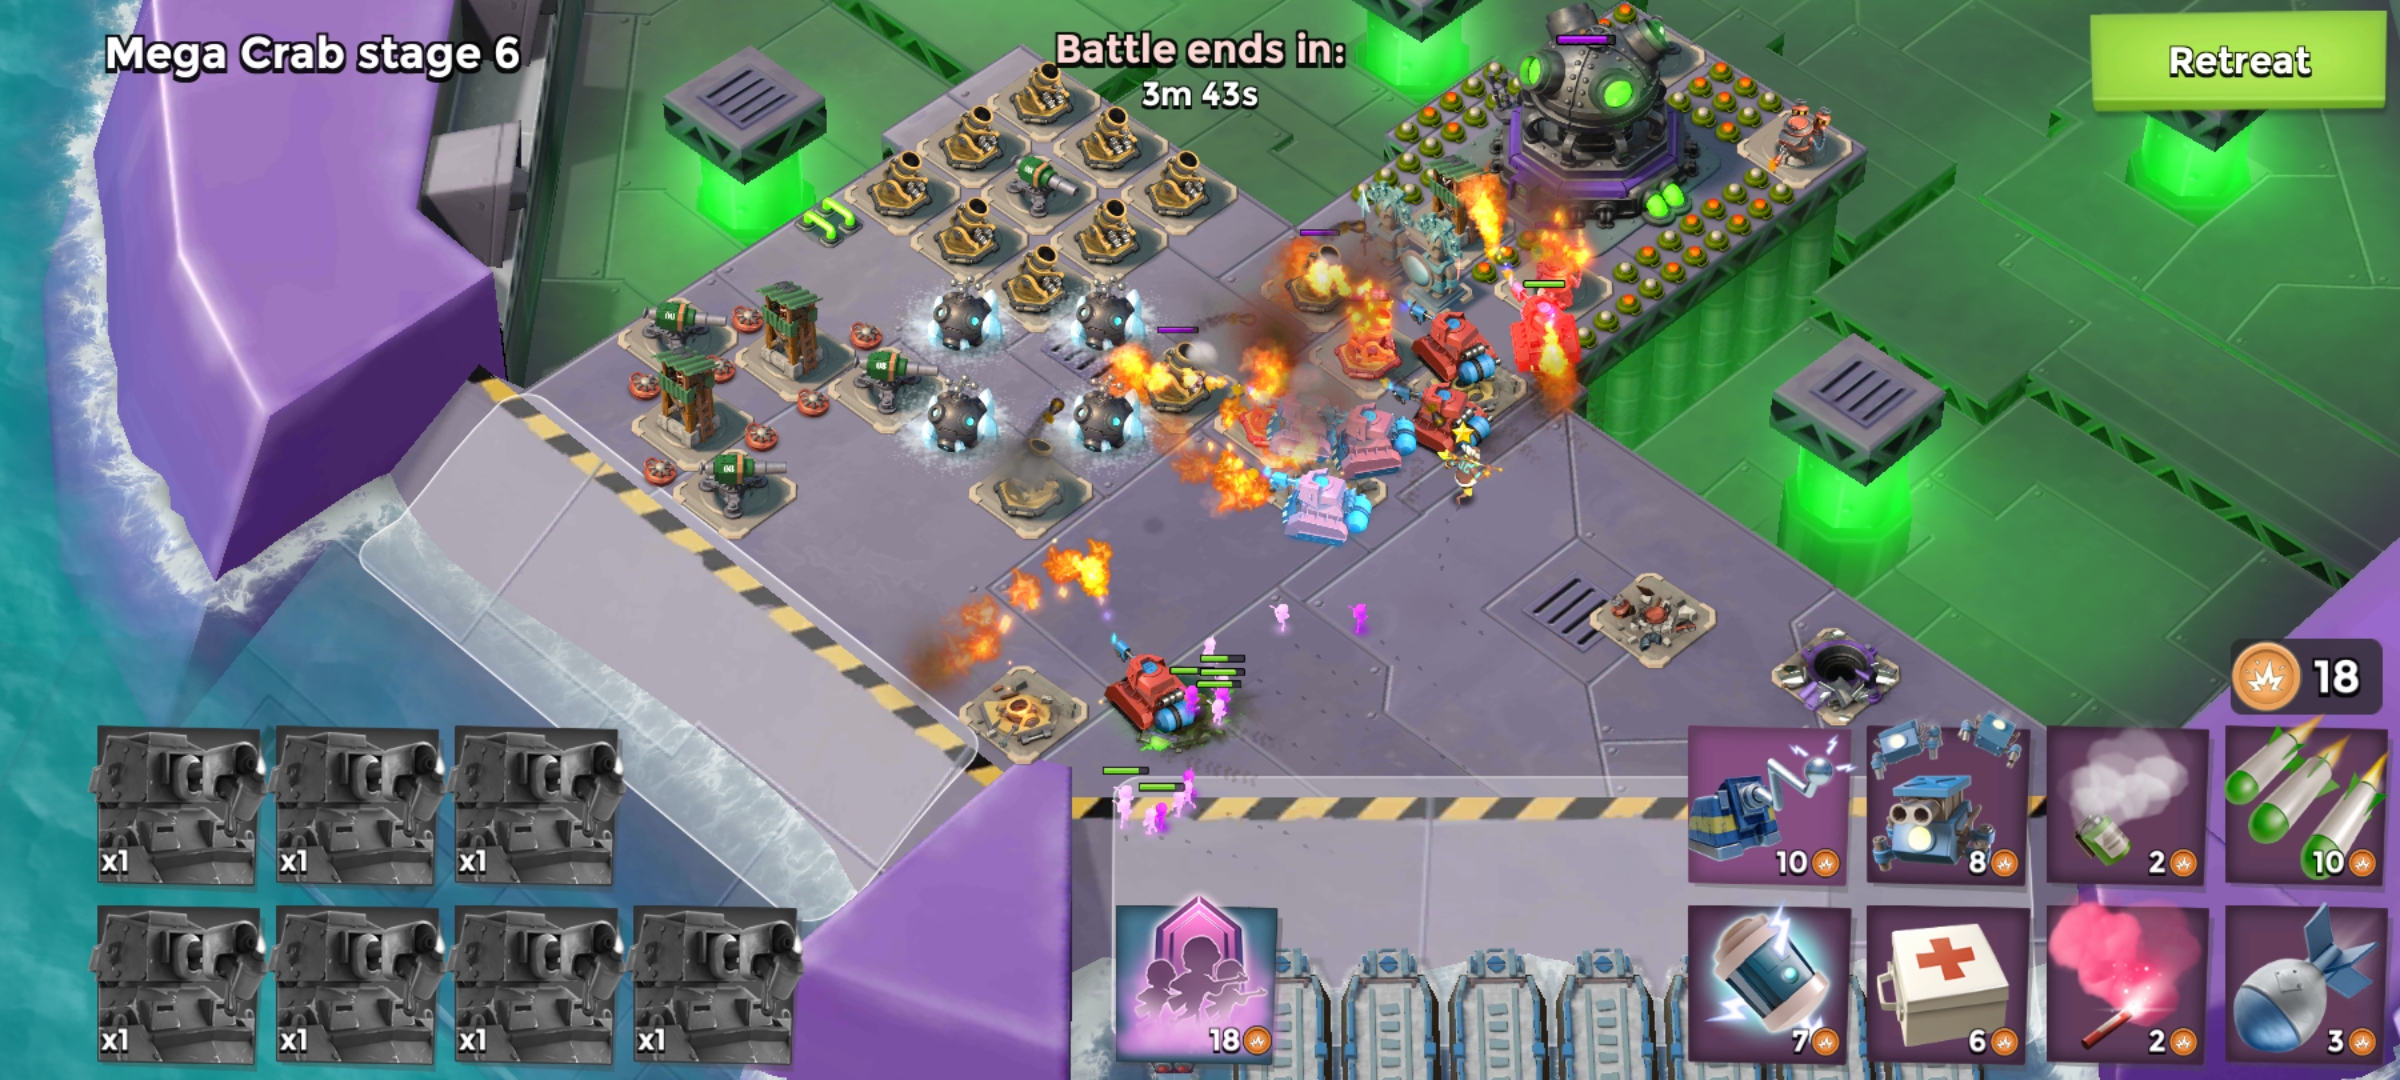 Mega Crab stage 6
Battle ends in:
3m 43s
Retreat
18
x1
x1
x1
10
8
2
10
x1
x1
x1
x1
18
7
6
2
3